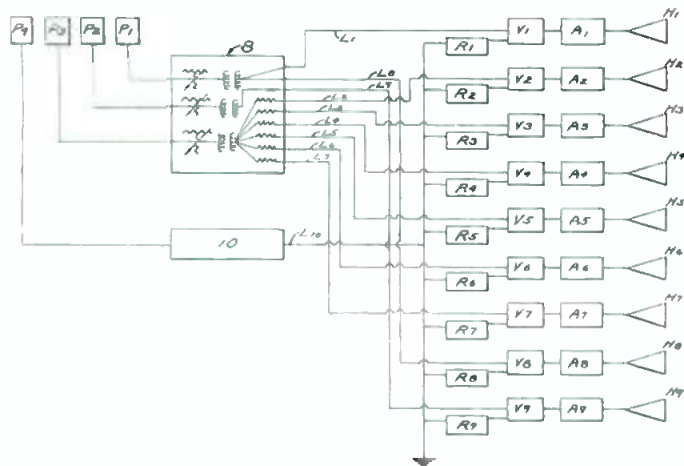 P4 P3 P2 P1
8
L1
L8
L9
L2
L3
L4
L5
L6
L7
10
L10
R1 V1 A1 H1
R2 V2 A2 H2
R3 V3 A3 H3
R4 V4 A4 H4
R5 V5 A5 H5
R6 V6 A6 H6
R7 V7 A7 H7
R8 V8 A8 H8
R9 V9 A9 H9